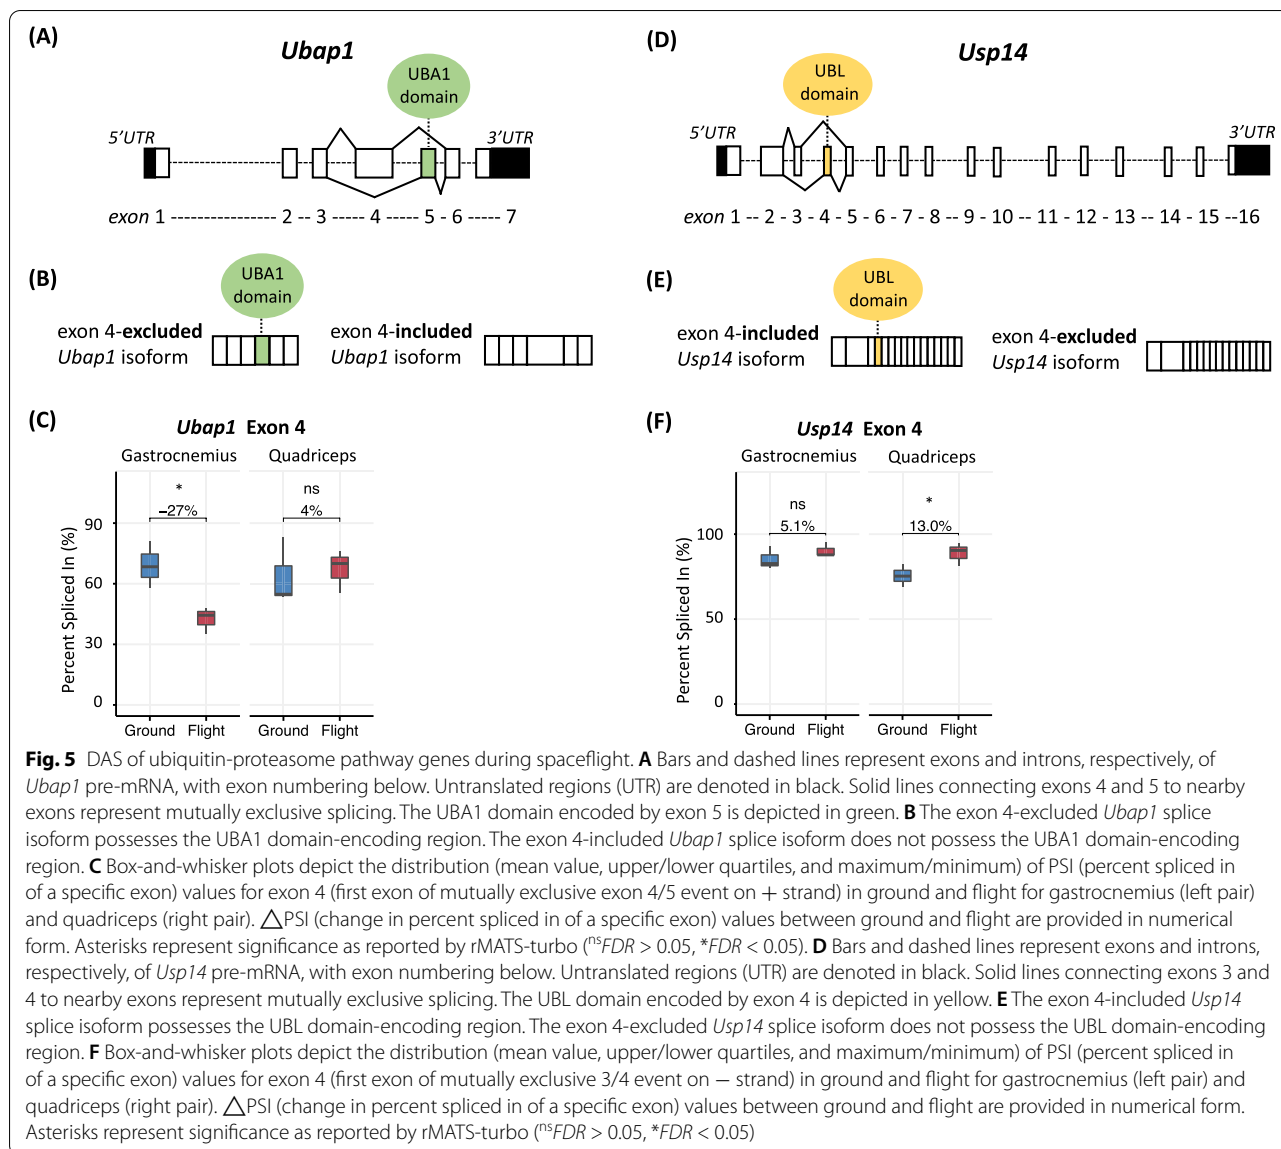 (A)
Ubap1
UBA1
domain
5’UTR
3’UTR
exon 1 ------------------ 2 -- 3 ----- 4 ----- 5 - 6 ----- 7
(B)
UBA1
domain
exon 4-excluded
Ubap1 isoform
exon 4-included
Ubap1 isoform
(C)
Ubap1 Exon 4
Gastrocnemius
Quadriceps
*
−27%
ns
4%
90
60
30
0
Percent Spliced In (%)
Ground
Flight
Ground
Flight
(D)
Usp14
UBL
domain
5’UTR
3’UTR
exon 1 -- 2 - 3 - 4 - 5 - 6 - 7 - 8 ---- 9 - 10 ---- 11 - 12 -- 13 ---- 14 - 15 --16
(E)
UBL
domain
exon 4-included
Usp14 isoform
exon 4-excluded
Usp14 isoform
(F)
Usp14 Exon 4
Gastrocnemius
Quadriceps
ns
5.1%
*
13.0%
100
50
0
Percent Spliced In (%)
Ground
Flight
Ground
Flight
Fig. 5 DAS of ubiquitin-proteasome pathway genes during spaceflight. A Bars and dashed lines represent exons and introns, respectively, of
Ubap1 pre-mRNA, with exon numbering below. Untranslated regions (UTR) are denoted in black. Solid lines connecting exons 4 and 5 to nearby
exons represent mutually exclusive splicing. The UBA1 domain encoded by exon 5 is depicted in green. B The exon 4-excluded Ubap1 splice
isoform possesses the UBA1 domain-encoding region. The exon 4-included Ubap1 splice isoform does not possess the UBA1 domain-encoding
region. C Box-and-whisker plots depict the distribution (mean value, upper/lower quartiles, and maximum/minimum) of PSI (percent spliced in
of a specific exon) values for exon 4 (first exon of mutually exclusive exon 4/5 event on + strand) in ground and flight for gastrocnemius (left pair)
and quadriceps (right pair). △PSI (change in percent spliced in of a specific exon) values between ground and flight are provided in numerical
form. Asterisks represent significance as reported by rMATS-turbo (nsFDR > 0.05, *FDR < 0.05). D Bars and dashed lines represent exons and introns,
respectively, of Usp14 pre-mRNA, with exon numbering below. Untranslated regions (UTR) are denoted in black. Solid lines connecting exons 3 and
4 to nearby exons represent mutually exclusive splicing. The UBL domain encoded by exon 4 is depicted in yellow. E The exon 4-included Usp14
splice isoform possesses the UBL domain-encoding region. The exon 4-excluded Usp14 splice isoform does not possess the UBL domain-encoding
region. F Box-and-whisker plots depict the distribution (mean value, upper/lower quartiles, and maximum/minimum) of PSI (percent spliced in
of a specific exon) values for exon 4 (first exon of mutually exclusive 3/4 event on − strand) in ground and flight for gastrocnemius (left pair) and
quadriceps (right pair). △PSI (change in percent spliced in of a specific exon) values between ground and flight are provided in numerical form.
Asterisks represent significance as reported by rMATS-turbo (nsFDR > 0.05, *FDR < 0.05)